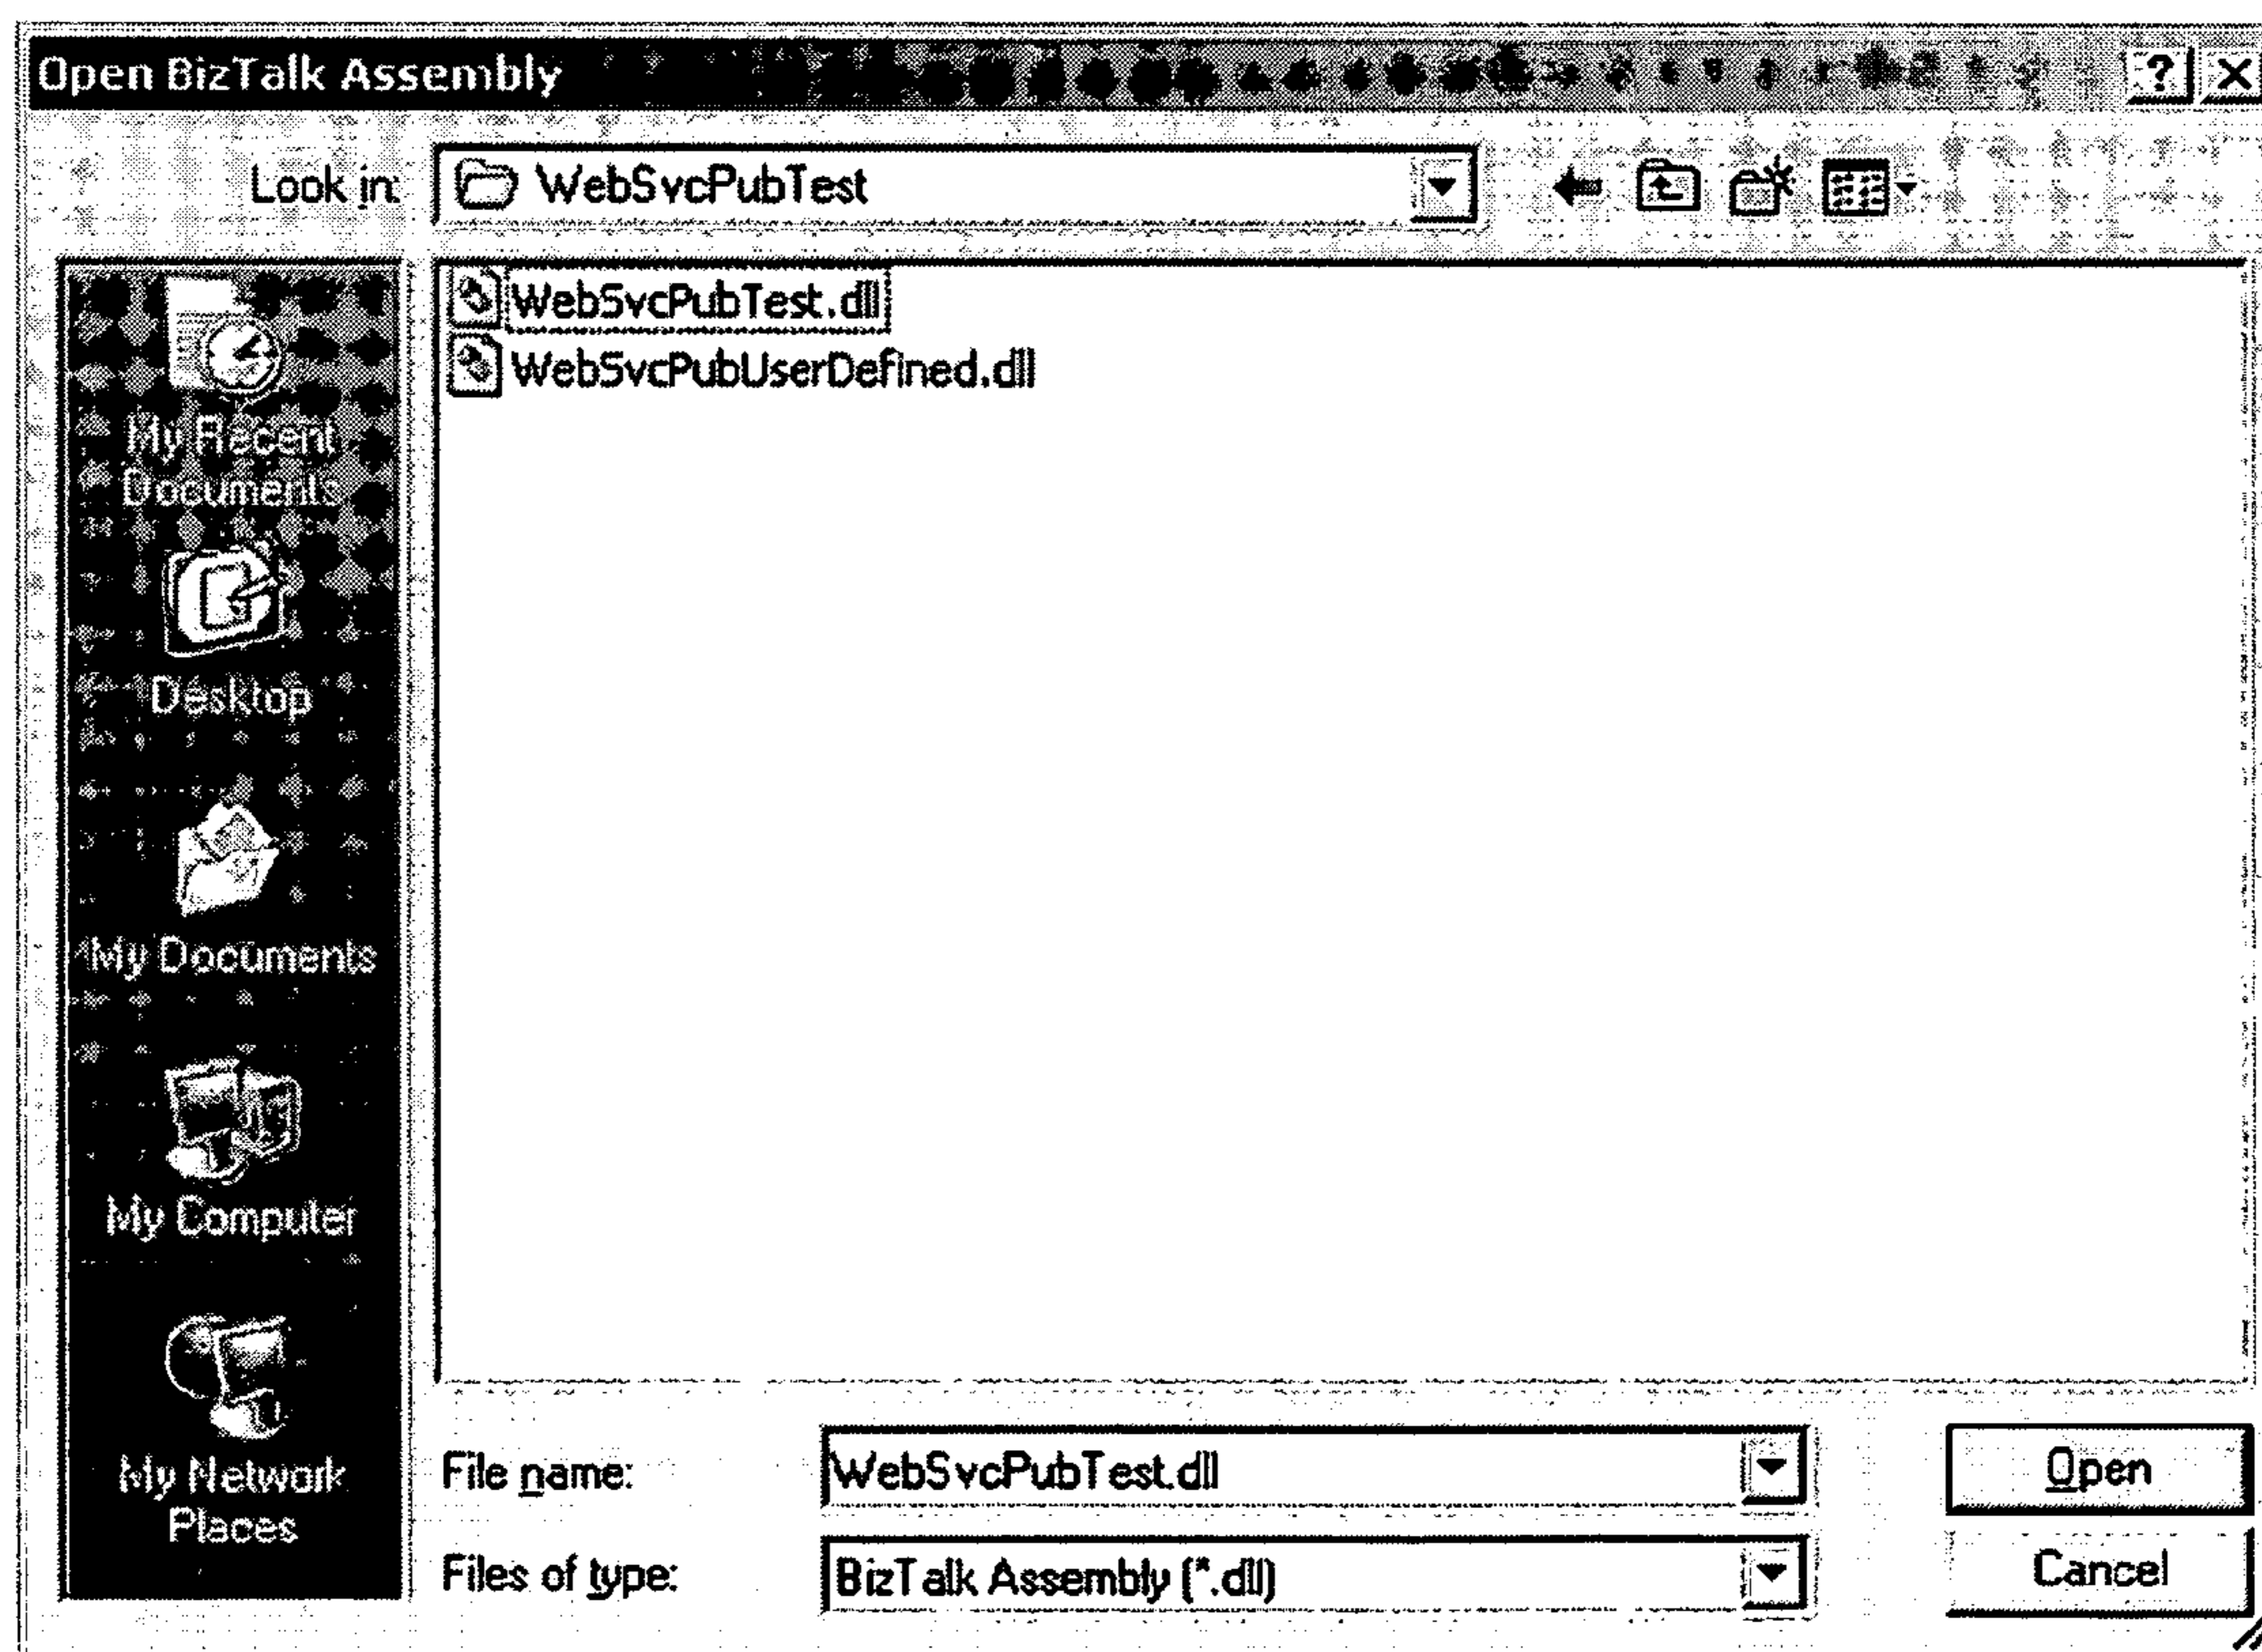 Open BizTalk Assembly
Look in: WebSvcPubTest
WebSvcPubTest.dll
WebSvcPubUserDefined.dll
My Recent
Documents
Desktop
My Documents
My Computer
My Network
Places
File name: WebSvcPubTest.dll Open
Files of type: BizTalk Assembly (*.dll) Cancel